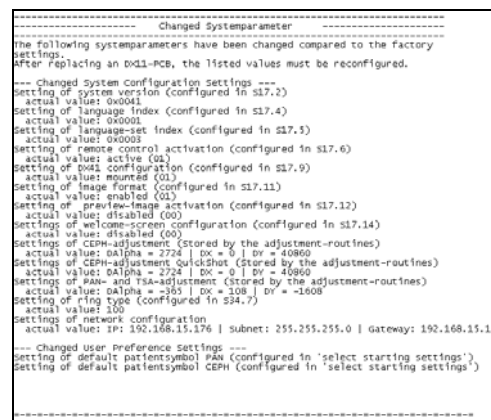 Changed Systemparameter
The following systemparameters have been changed compared to the factory
settings.
After replacing an DX11-PCB, the listed values must be reconfigured.
--- Changed System Configuration Settings ---
Setting of system version (configured in S17.2)
actual value: 0x0041
Setting of language index (configured in S17.4)
actual value: 0x0001
Setting of language-set index (configured in S17.5)
actual value: 0x0003
Setting of remote control activation (configured in S17.6)
actual value: active (01)
Setting of DX41 configuration (configured in S17.9)
actual value: mounted (01)
Setting of image format (configured in S17.11)
actual value: enabled (01)
Setting of preview-image activation (configured in S17.12)
actual value: disabled (00)
Settings of welcome-screen configuration (configured in S17.14)
actual value: disabled (00)
Settings of CEPH-adjustment (Stored by the adjustment-routines)
actual value: DAlpha = 2724 | DX = 0 | DY = 40860
Settings of CEPH-adjustment QuickShot (Stored by the adjustment-routines)
actual value: DAlpha = 2724 | DX = 0 | DY = 40860
Settings of PAN- and TSA-adjustment (Stored by the adjustment-routines)
actual value: DAlpha = -365 | DX = 108 | DY = -1608
Setting of ring type (configured in S34.7)
actual value: 100
Settings of network configuration
actual value: IP: 192.168.15.176 | Subnet: 255.255.255.0 | Gateway: 192.168.15.1
--- Changed User Preference Settings ---
Setting of default patientsymbol PAN (configured in 'select starting settings')
Setting of default patientsymbol CEPH (configured in 'select starting settings')